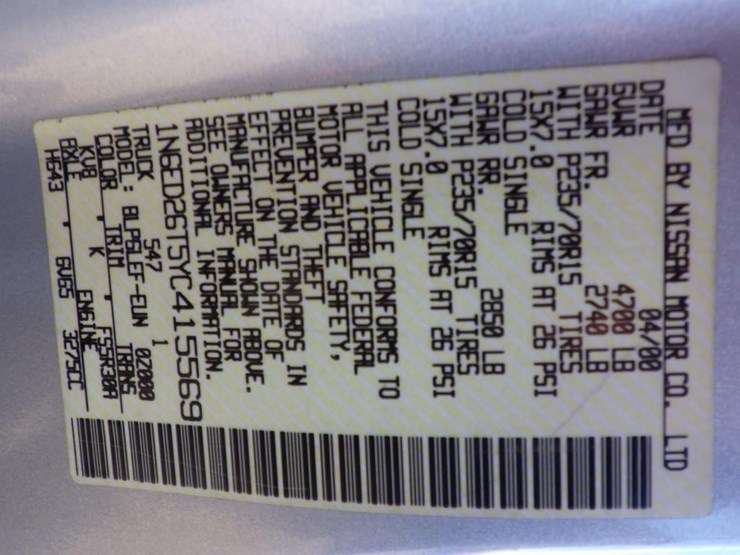 MFD BY NISSAN MOTOR CO., LTD
DATE 04/00
GVWR 4700 LB
GAWR FR. 2740 LB
WITH P235/70R15 TIRES
15X7.0 RIMS AT 26 PSI
COLD SINGLE
GAWR RR. 2850 LB
WITH P235/70R15 TIRES
15X7.0 RIMS AT 26 PSI
COLD SINGLE
THIS VEHICLE CONFORMS TO
ALL APPLICABLE FEDERAL
MOTOR VEHICLE SAFETY,
BUMPER AND THEFT
PREVENTION STANDARDS IN
EFFECT ON THE DATE OF
MANUFACTURE SHOWN ABOVE.
SEE OWNERS MANUAL FOR
ADDITIONAL INFORMATION.
1N6ED26T5YC415569
TRUCK 547 1
MODEL: BLPGLEF-EUN 02000
COLOR TRIM TRANS
KV8 K FS5R30A
AXLE ENGINE
HG43 6VG5 3275CC